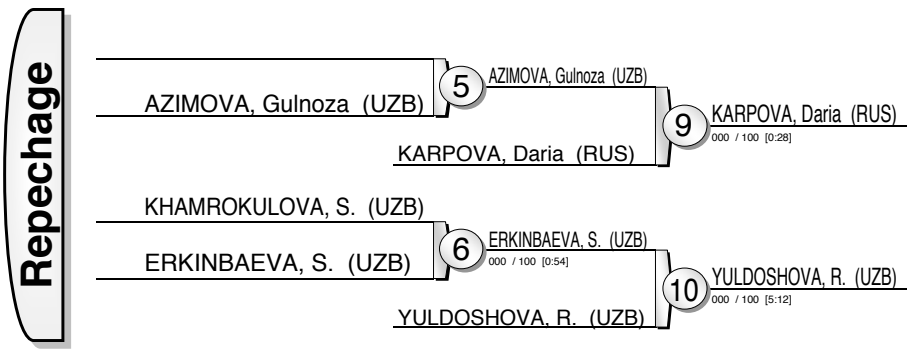 Repechage
AZIMOVA, Gulnoza (UZB)
5
AZIMOVA, Gulnoza (UZB)
KARPOVA, Daria (RUS)
9
KARPOVA, Daria (RUS)
000 / 100 [0:28]
KHAMROKULOVA, S. (UZB)
ERKINBAEVA, S. (UZB)
6
ERKINBAEVA, S. (UZB)
000 / 100 [0:54]
YULDOSHOVA, R. (UZB)
10
YULDOSHOVA, R. (UZB)
000 / 100 [5:12]